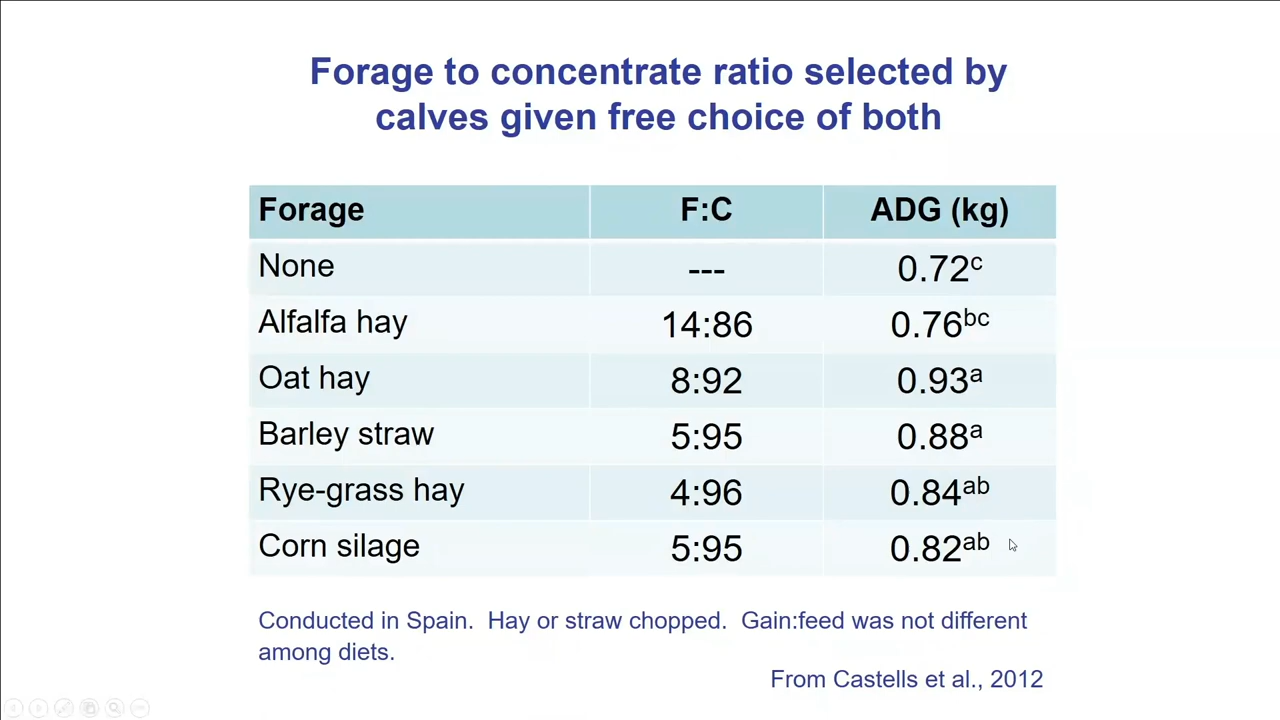 Forage to concentrate ratio selected by
calves given free choice of both
Forage F:C ADG (kg)
None --- 0.72c
Alfalfa hay 14:86 0.76bc
Oat hay 8:92 0.93a
Barley straw 5:95 0.88a
Rye-grass hay 4:96 0.84ab
Corn silage 5:95 0.82ab
Conducted in Spain. Hay or straw chopped. Gain:feed was not different
among diets.
From Castells et al., 2012